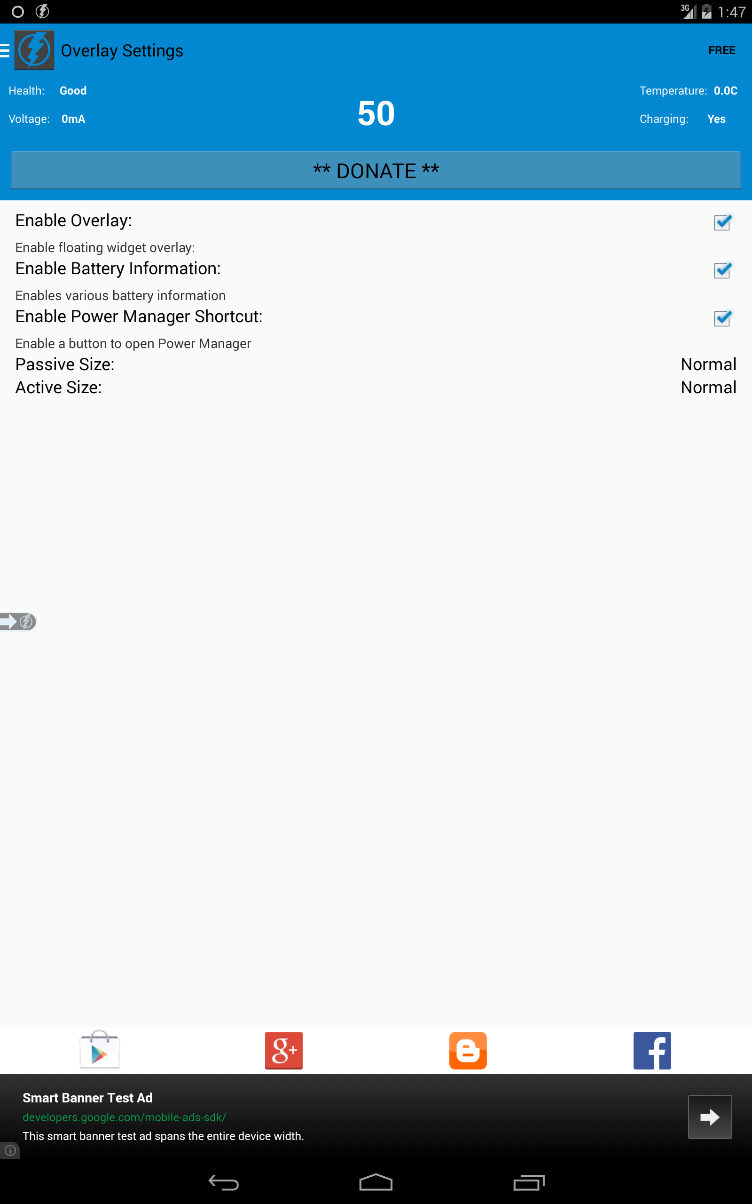 3G 1:47
Overlay Settings FREE
Health: Good
Voltage: 0mA
50
Temperature: 0.0C
Charging: Yes
** DONATE **
Enable Overlay:
Enable floating widget overlay:
Enable Battery Information:
Enables various battery information
Enable Power Manager Shortcut:
Enable a button to open Power Manager
Passive Size: Normal
Active Size: Normal
g+
Smart Banner Test Ad
developers.google.com/mobile-ads-sdk/
This smart banner test ad spans the entire device width.